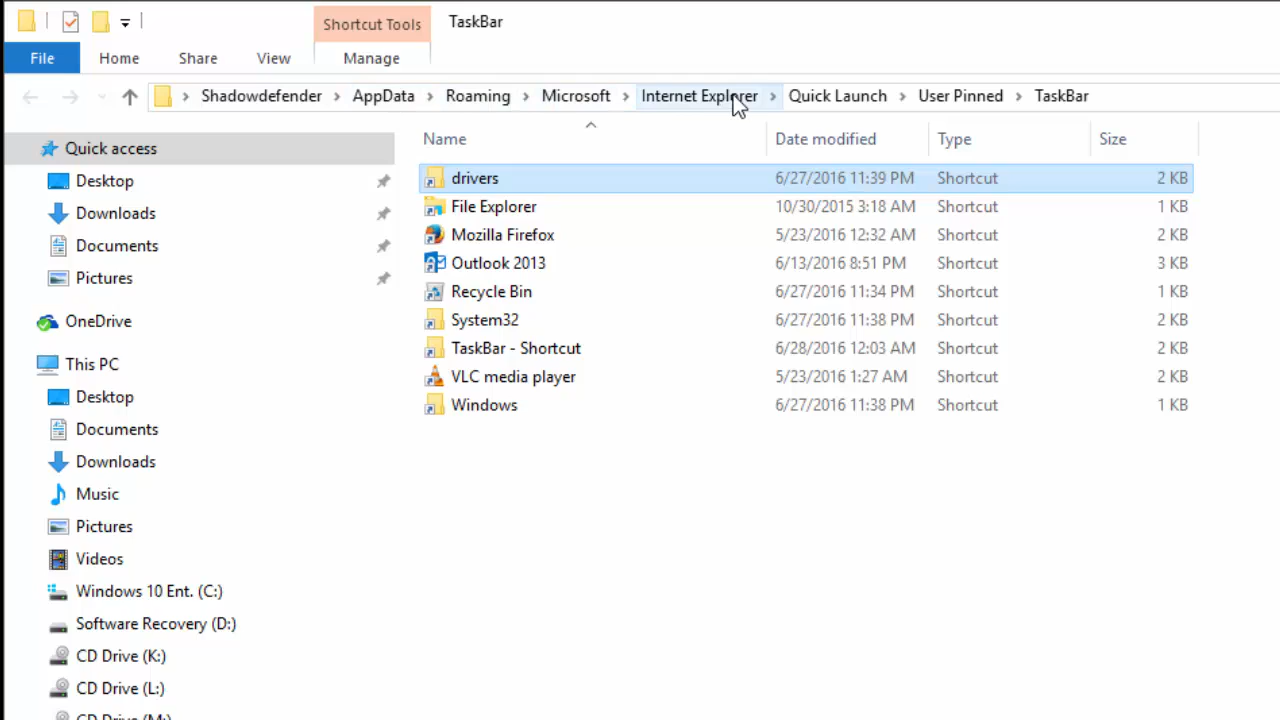 Shortcut Tools TaskBar
File Home Share View Manage
Shadowdefender AppData Roaming Microsoft Internet Explorer Quick Launch User Pinned TaskBar
Name Date modified Type Size
Quick access
Desktop
Downloads
Documents
Pictures
OneDrive
This PC
Desktop
Documents
Downloads
Music
Pictures
Videos
Windows 10 Ent. (C:)
Software Recovery (D:)
CD Drive (K:)
CD Drive (L:)
CD Drive (M:)
drivers 6/27/2016 11:39 PM Shortcut 2 KB
File Explorer 10/30/2015 3:18 AM Shortcut 1 KB
Mozilla Firefox 5/23/2016 12:32 AM Shortcut 2 KB
Outlook 2013 6/13/2016 8:51 PM Shortcut 3 KB
Recycle Bin 6/27/2016 11:34 PM Shortcut 1 KB
System32 6/27/2016 11:38 PM Shortcut 2 KB
TaskBar - Shortcut 6/28/2016 12:03 AM Shortcut 2 KB
VLC media player 5/23/2016 1:27 AM Shortcut 2 KB
Windows 6/27/2016 11:38 PM Shortcut 1 KB